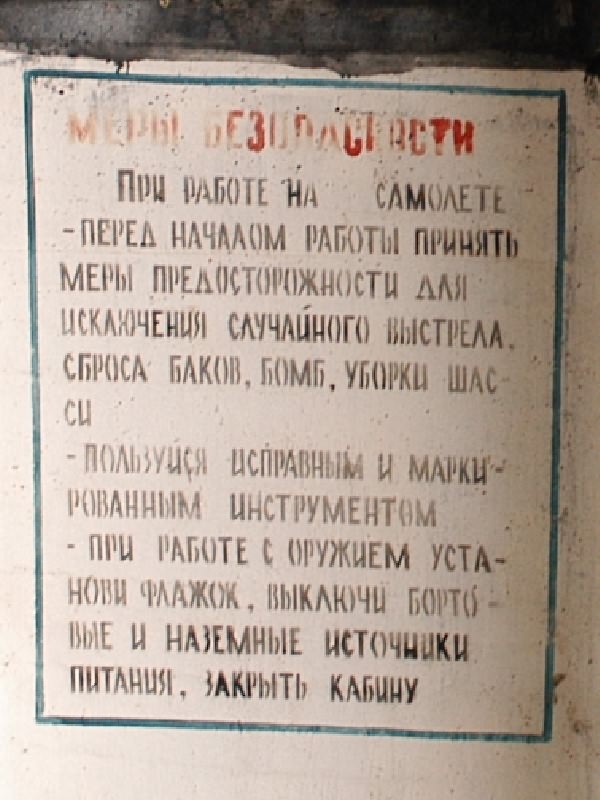 МЕРЫ БЕЗОПАСНОСТИ
ПРИ РАБОТЕ НА САМОЛЕТЕ
-ПЕРЕД НАЧАЛОМ РАБОТЫ ПРИНЯТЬ
МЕРЫ ПРЕДОСТОРОЖНОСТИ ДЛЯ
ИСКЛЮЧЕНИЯ СЛУЧАЙНОГО ВЫСТРЕЛА,
СБРОСА БАКОВ, БОМБ, УБОРКИ ШАС-
СИ
-ПОЛЬЗУЙСЯ ИСПРАВНЫМ И МАРКИ-
РОВАННЫМ ИНСТРУМЕНТОМ
- ПРИ РАБОТЕ С ОРУЖИЕМ УСТА-
НОВИ ФЛАЖОК, ВЫКЛЮЧИ БОРТО-
ВЫЕ И НАЗЕМНЫЕ ИСТОЧНИКИ
ПИТАНИЯ, ЗАКРЫТЬ КАБИНУ